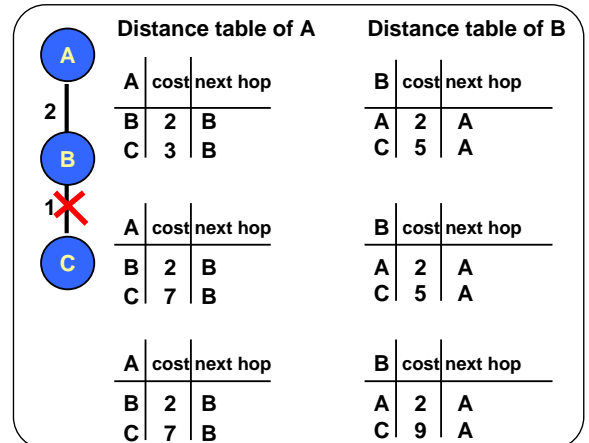 Distance table of A
Distance table of B
A
2
B
1
C
A cost next hop
B 2 B
C 3 B
B cost next hop
A 2 A
C 5 A
A cost next hop
B 2 B
C 7 B
B cost next hop
A 2 A
C 5 A
A cost next hop
B 2 B
C 7 B
B cost next hop
A 2 A
C 9 A